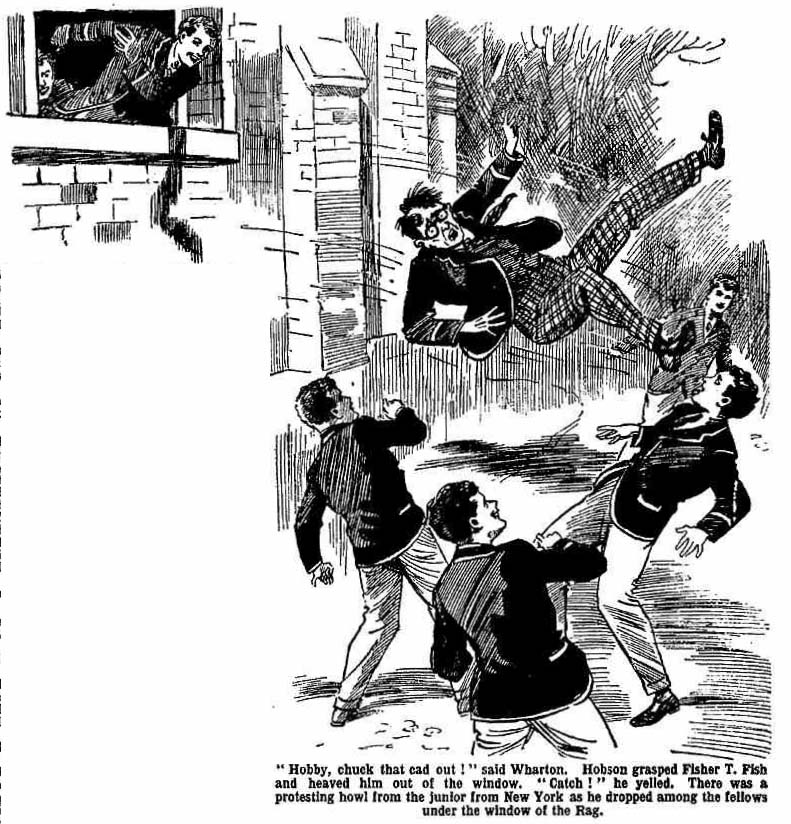 " Hobby, chuck that cad out ! " said Wharton. Hobson grasped Fisher T. Fish
and heaved him out of the window. " Catch ! " he yelled. There was a
protesting howl from the junior from New York as he dropped among the fellows
under the window of the Rag.